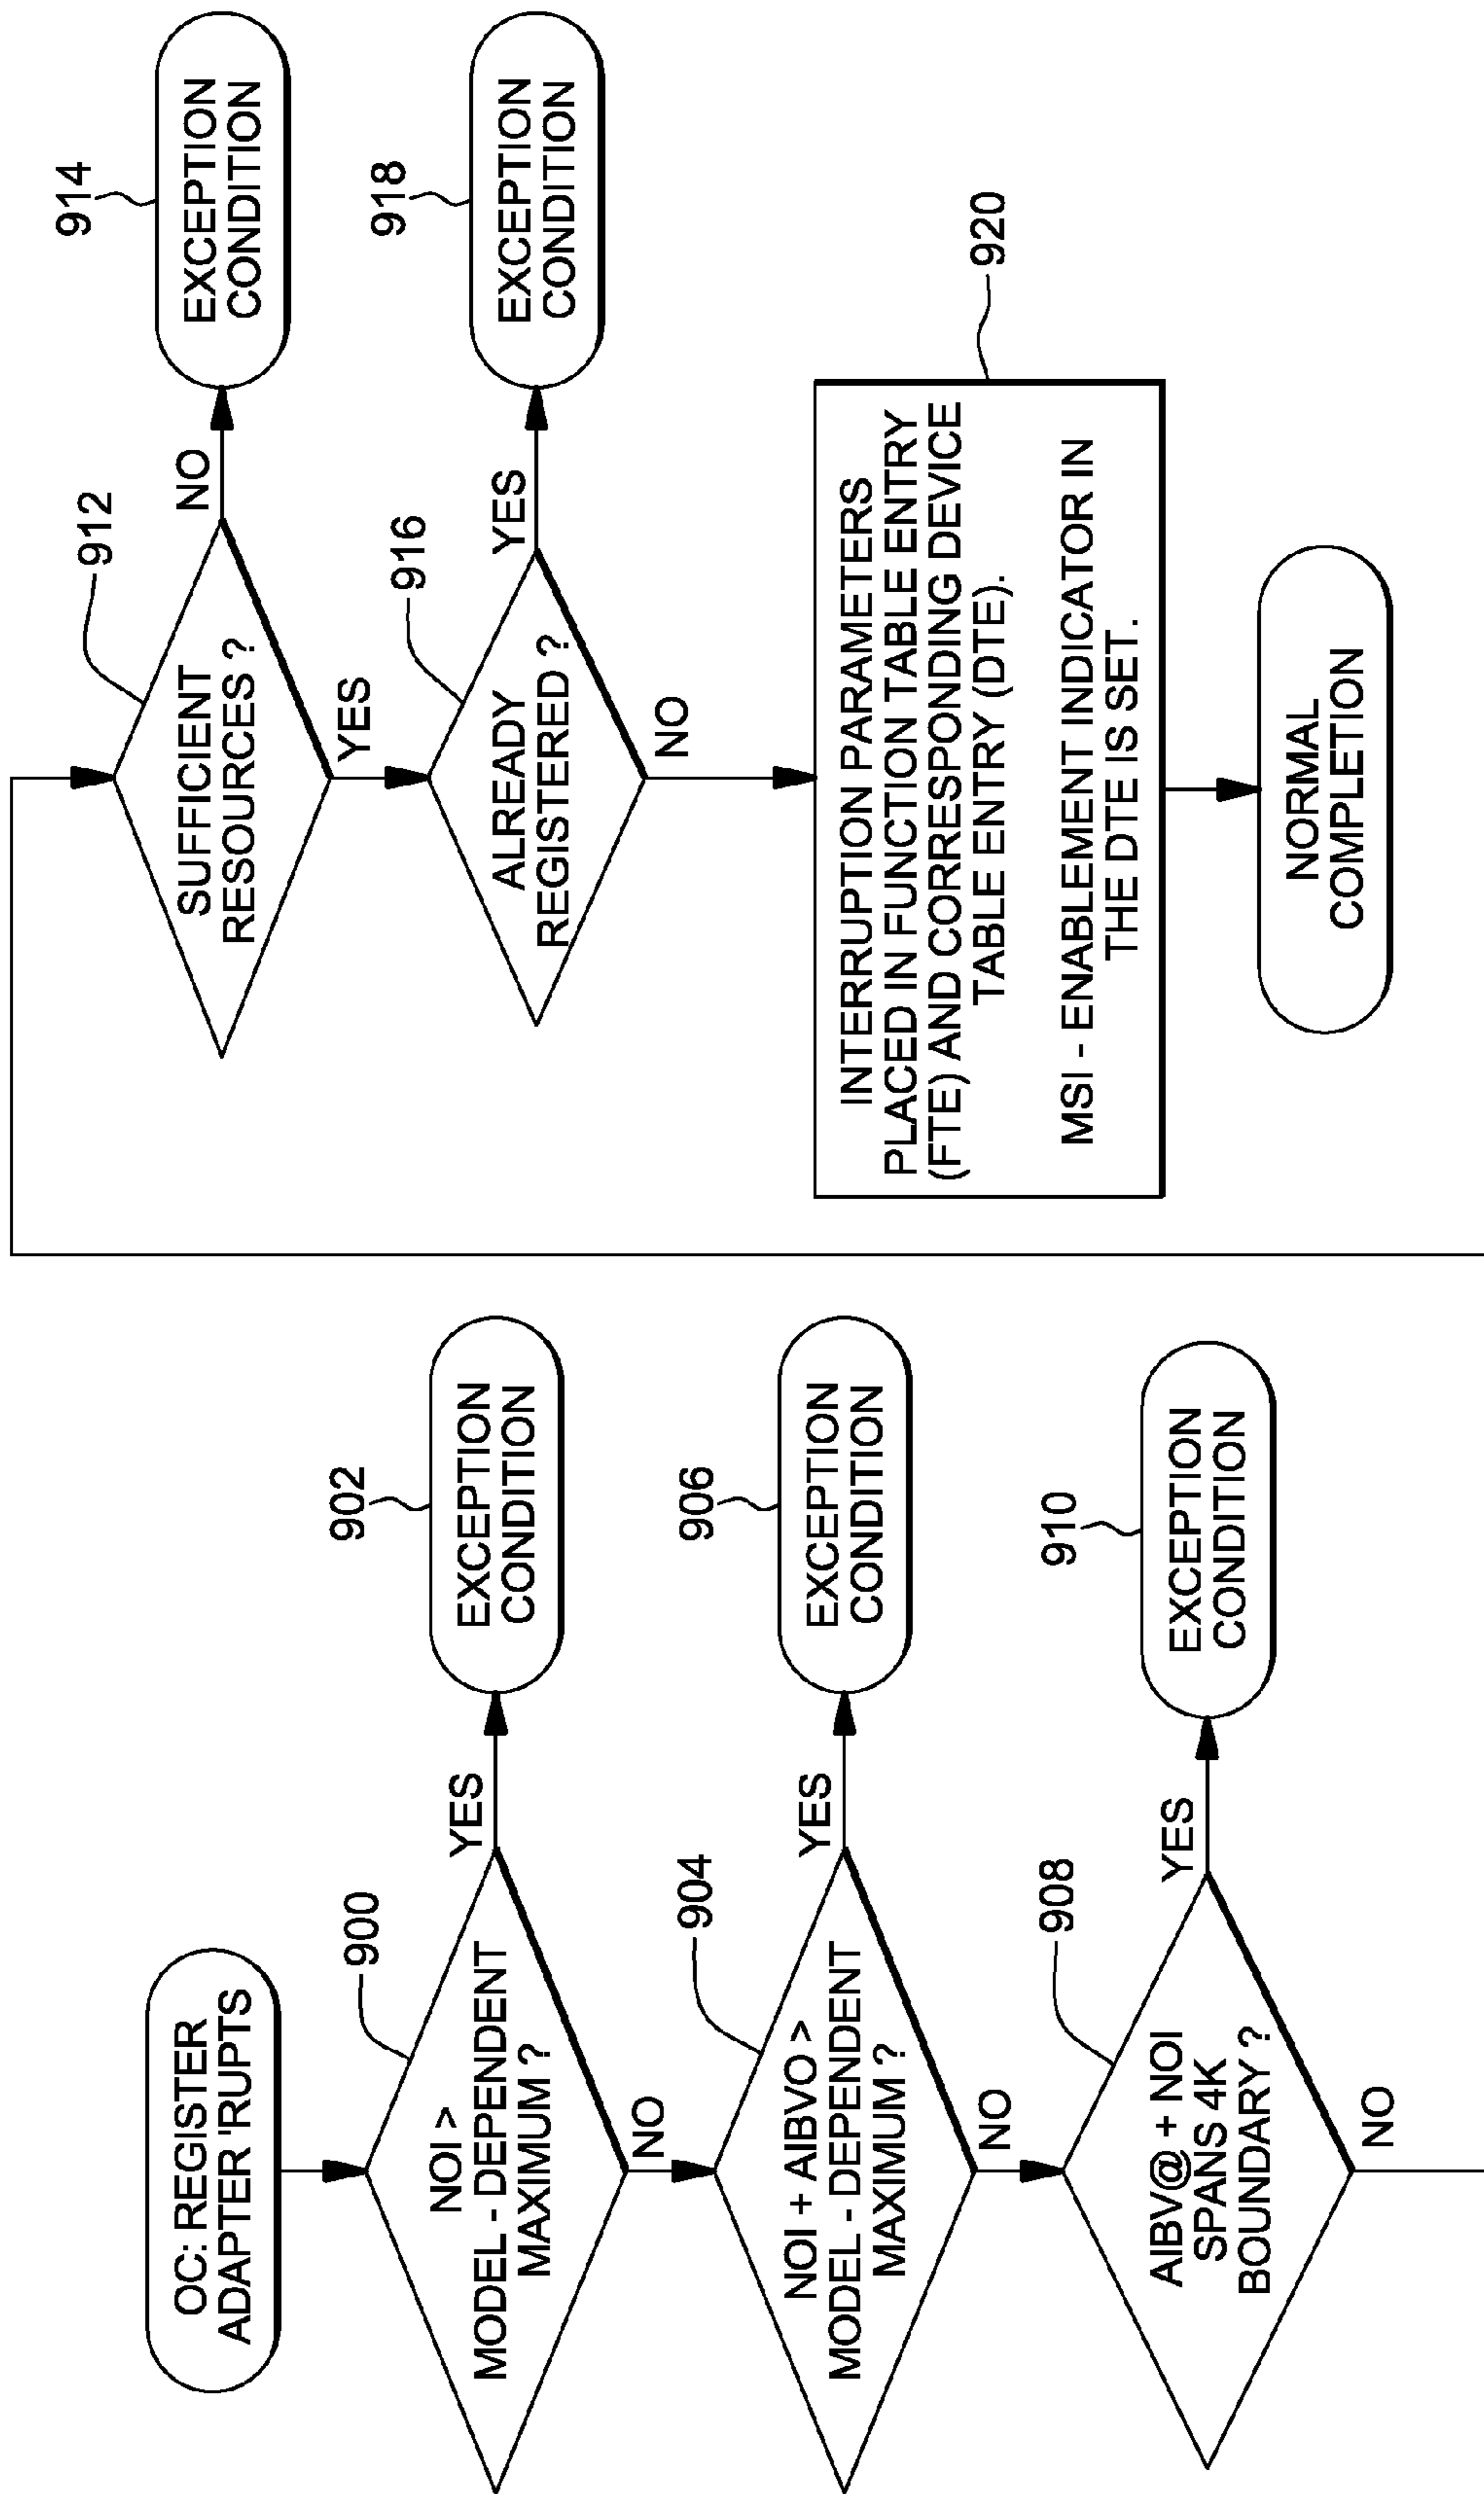 OC: REGISTER
ADAPTER 'RUPTS
900
NOI >
MODEL - DEPENDENT
MAXIMUM ?
YES
902
EXCEPTION
CONDITION
NO
904
NOI + AIBVO >
MODEL - DEPENDENT
MAXIMUM ?
YES
906
EXCEPTION
CONDITION
NO
908
AIBV@ + NOI
SPANS 4K
BOUNDARY ?
YES
910
EXCEPTION
CONDITION
NO
912
SUFFICIENT
RESOURCES ?
NO
914
EXCEPTION
CONDITION
YES
916
ALREADY
REGISTERED ?
YES
918
EXCEPTION
CONDITION
NO
INTERRUPTION PARAMETERS
PLACED IN FUNCTION TABLE ENTRY
(FTE) AND CORRESPONDING DEVICE
TABLE ENTRY (DTE).
MSI - ENABLEMENT INDICATOR IN
THE DTE IS SET.
920
NORMAL
COMPLETION